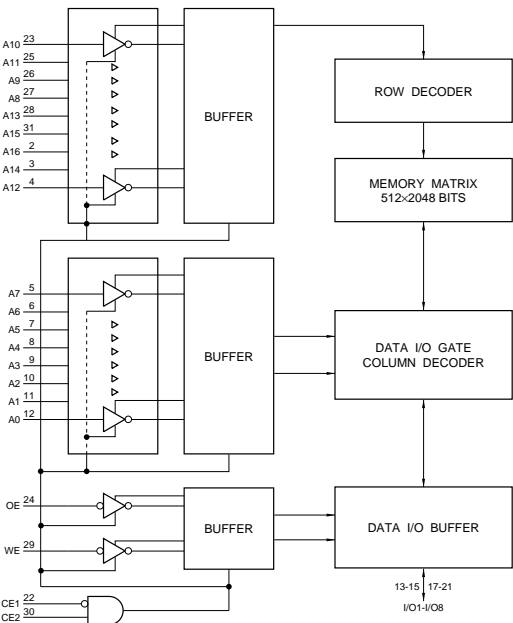 A10 23
A11 25
A9 26
A8 27
A13 28
A15 31
A16 2
A14 3
A12 4
BUFFER
ROW DECODER
MEMORY MATRIX
512×2048 BITS
A7 5
A6 6
A5 7
A4 8
A3 9
A2 10
A1 11
A0 12
BUFFER
DATA I/O GATE
COLUMN DECODER
OE 24
WE 29
BUFFER
DATA I/O BUFFER
CE1 22
CE2 30
13-15 17-21
I/O1-I/O8